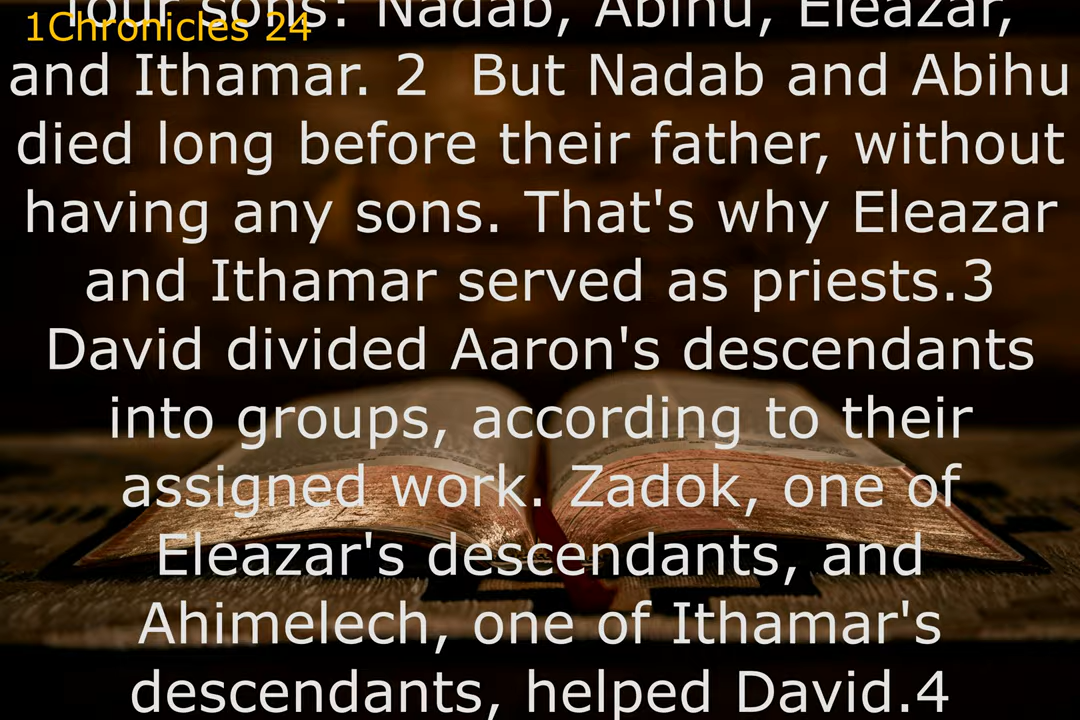 1Chronicles 24
four sons: Nadab, Abihu, Eleazar,
and Ithamar. 2 But Nadab and Abihu
died long before their father, without
having any sons. That's why Eleazar
and Ithamar served as priests.3
David divided Aaron's descendants
into groups, according to their
assigned work. Zadok, one of
Eleazar's descendants, and
Ahimelech, one of Ithamar's
descendants, helped David.4